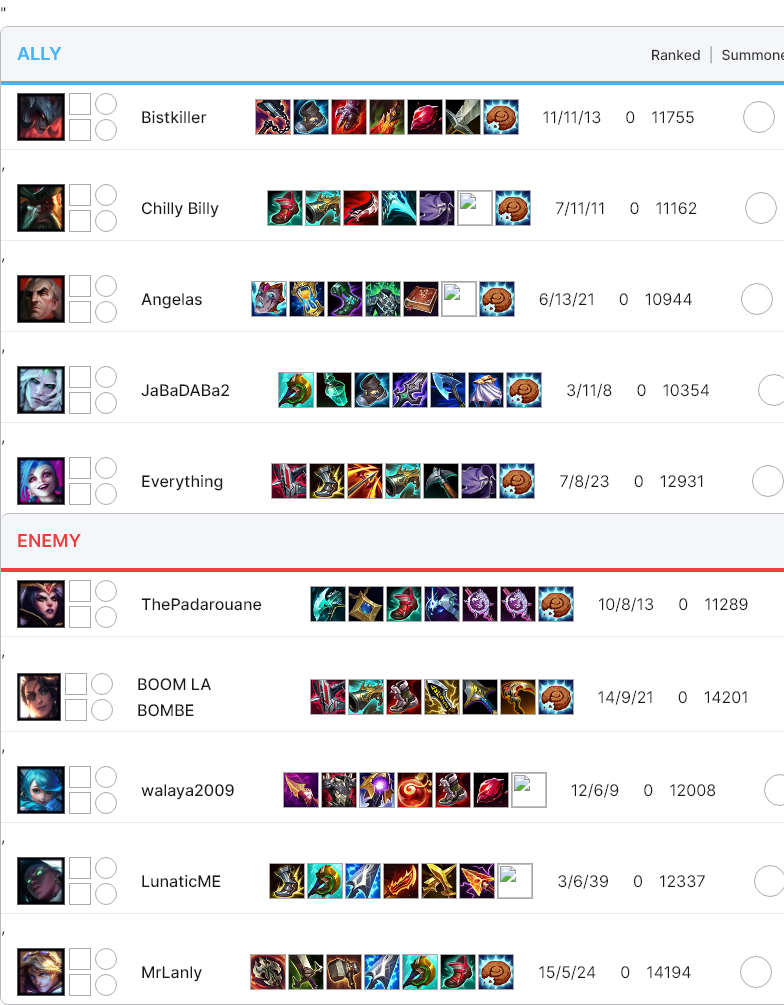 "
ALLY Ranked | Summone
Bistkiller 11/11/13 0 11755
,
Chilly Billy 7/11/11 0 11162
,
Angelas 6/13/21 0 10944
,
JaBaDABa2 3/11/8 0 10354
,
Everything 7/8/23 0 12931
ENEMY
ThePadarouane 10/8/13 0 11289
,
BOOM LA
BOMBE 14/9/21 0 14201
,
walaya2009 12/6/9 0 12008
,
LunaticME 3/6/39 0 12337
,
MrLanly 15/5/24 0 14194